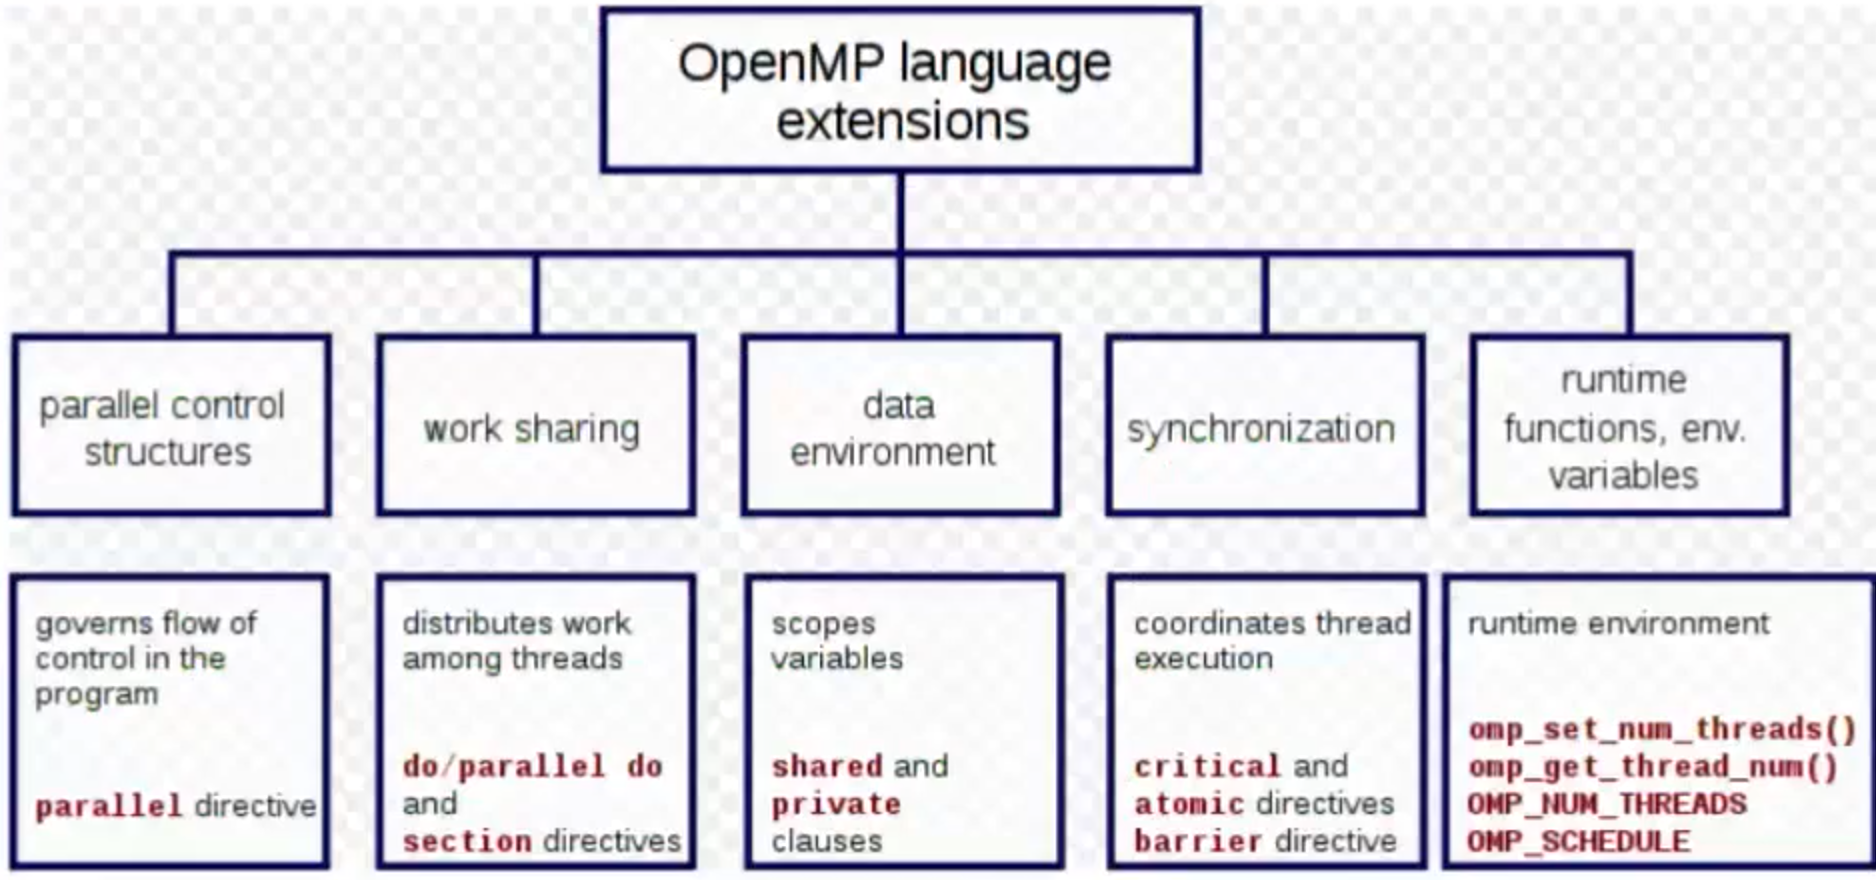 OpenMP language
extensions
parallel control
structures
work sharing
data
environment
synchronization
runtime
functions, env.
variables
governs flow of
control in the
program
parallel directive
distributes work
among threads
do/parallel do
and
section directives
scopes
variables
shared and
private
clauses
coordinates thread
execution
critical and
atomic directives
barrier directive
runtime environment
omp_set_num_threads()
omp_get_thread_num()
OMP_NUM_THREADS
OMP_SCHEDULE